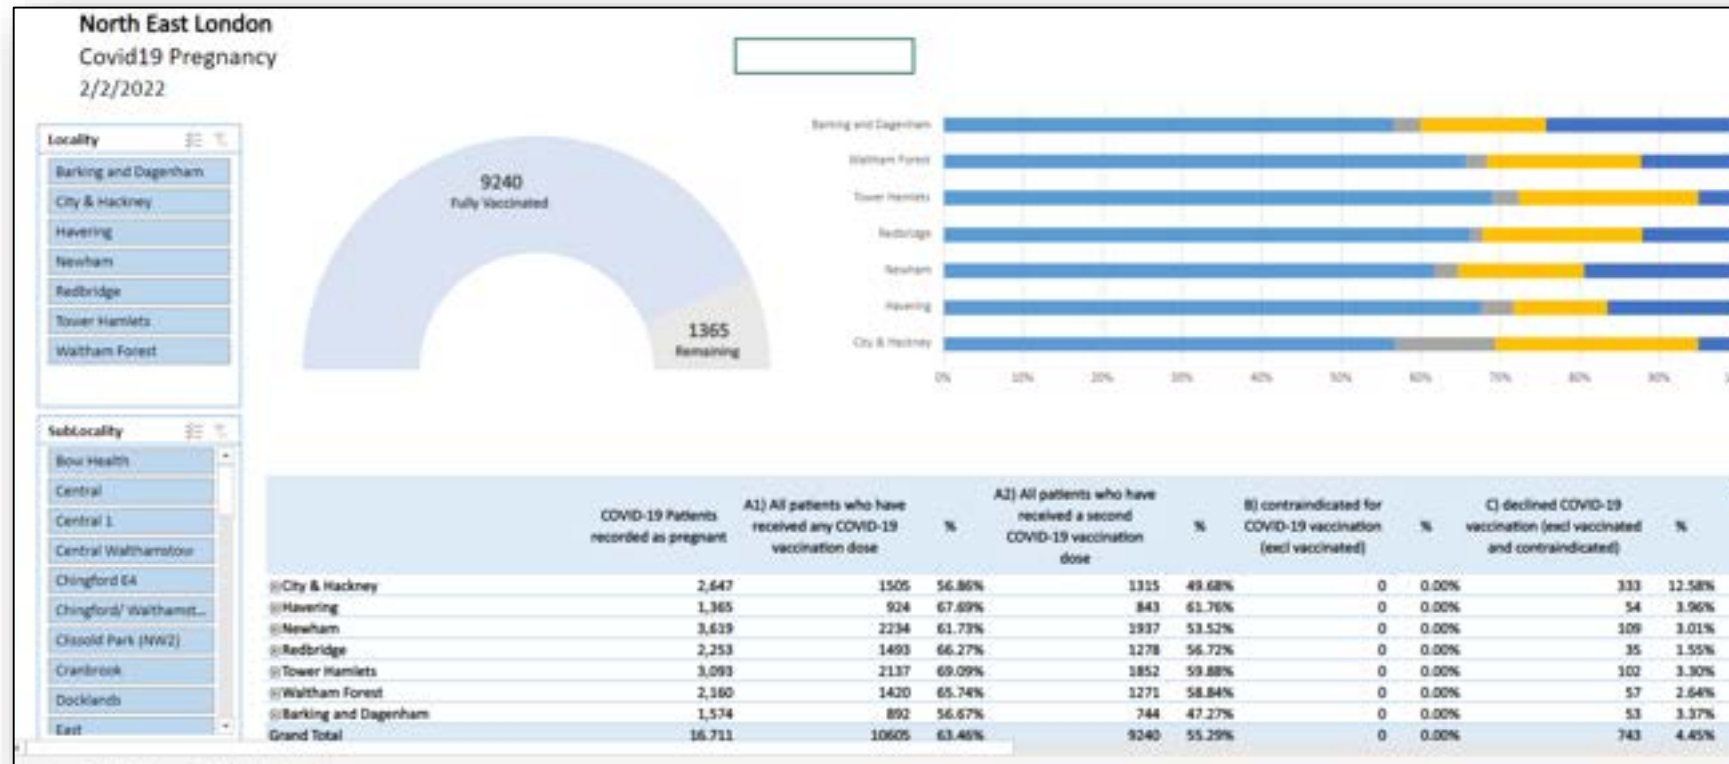 North East London
Covid19 Pregnancy
2/2/2022
Locality
Barking and Dagenham
City & Hackney
Havering
Newham
Redbridge
Tower Hamlets
Waltham Forest
SubLocality
Bow Health
Central
Central 1
Central Walthamstow
Chingford E4
Chingford/ Walthamst...
Clissold Park (NW2)
Cranbrook
Docklands
East
9240
Fully Vaccinated
1365
Remaining
Barking and Dagenham
Waltham Forest
Tower Hamlets
Redbridge
Newham
Havering
City & Hackney
0% 10% 20% 30% 40% 50% 60% 70% 80% 90%
COVID-19 Patients
recorded as pregnant
A1) All patients who have
received any COVID-19
vaccination dose
%
A2) All patients who have
received a second
COVID-19 vaccination
dose
%
B) contraindicated for
COVID-19 vaccination
(excl vaccinated)
%
C) declined COVID-19
vaccination (excl vaccinated
and contraindicated)
%
City & Hackney 2,647 1505 56.86% 1315 49.68% 0 0.00% 333 12.58%
Havering 1,365 924 67.69% 843 61.76% 0 0.00% 54 3.96%
Newham 3,619 2234 61.73% 1937 53.52% 0 0.00% 109 3.01%
Redbridge 2,253 1493 66.27% 1278 56.72% 0 0.00% 35 1.55%
Tower Hamlets 3,093 2137 69.09% 1852 59.88% 0 0.00% 102 3.30%
Waltham Forest 2,160 1420 65.74% 1271 58.84% 0 0.00% 57 2.64%
Barking and Dagenham 1,574 892 56.67% 744 47.27% 0 0.00% 53 3.37%
Grand Total 16,711 10605 63.46% 9240 55.29% 0 0.00% 743 4.45%